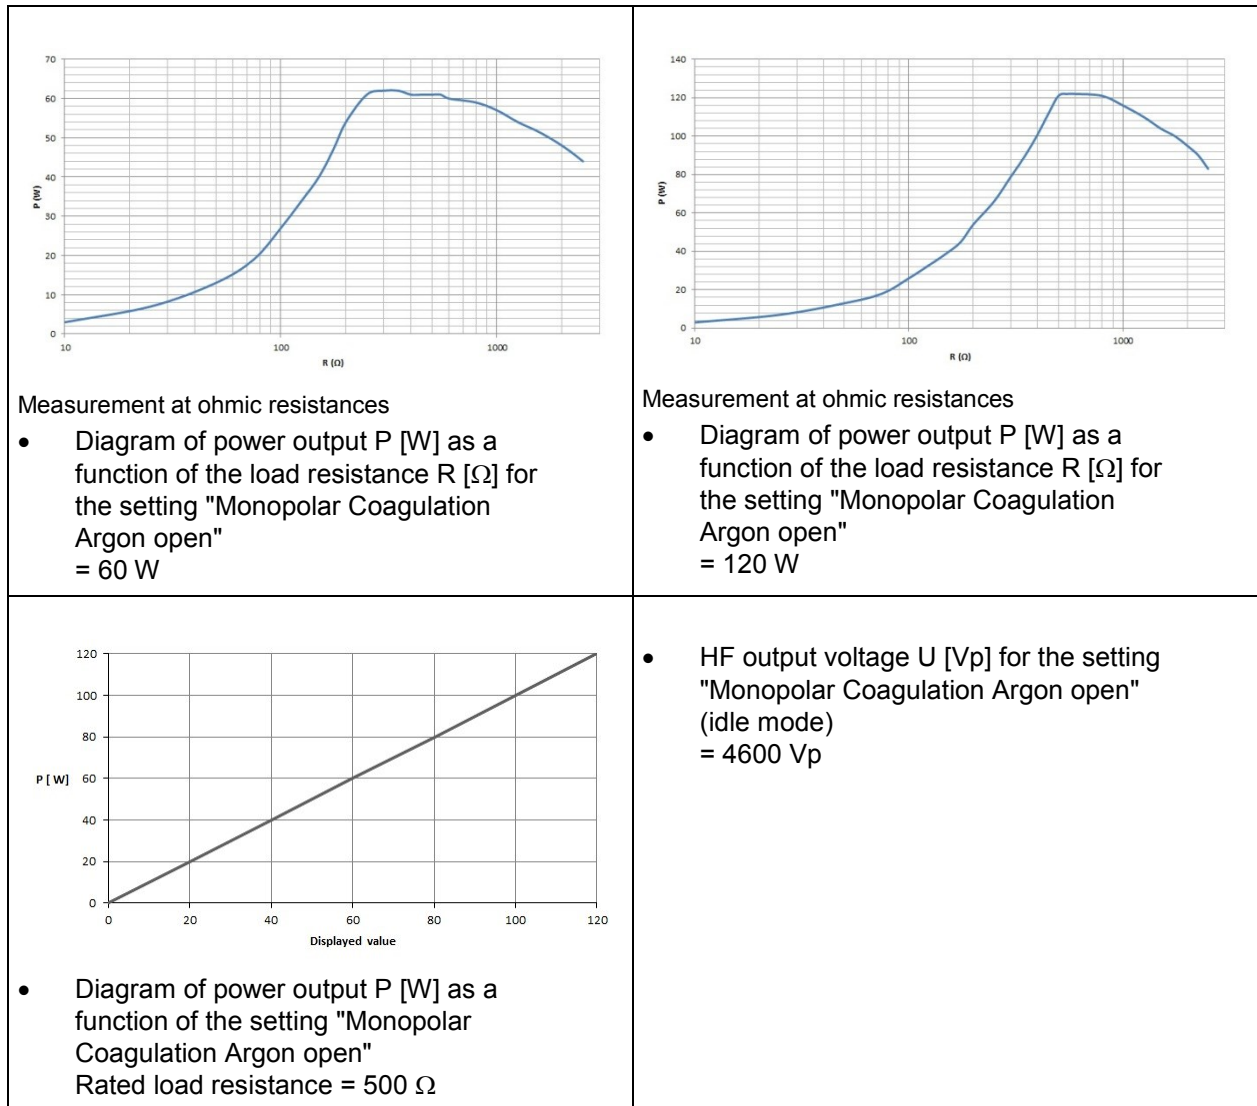 70
60
50
40
30
20
10
0
P (W)
10
100
1000
R (Ω)
Measurement at ohmic resistances
• Diagram of power output P [W] as a
function of the load resistance R [Ω] for
the setting "Monopolar Coagulation
Argon open"
= 60 W
140
120
100
80
60
40
20
0
P (W)
10
100
1000
R (Ω)
Measurement at ohmic resistances
• Diagram of power output P [W] as a
function of the load resistance R [Ω] for
the setting "Monopolar Coagulation
Argon open"
= 120 W
120
100
80
P [ W] 60
40
20
0
0 20 40 60 80 100 120
Displayed value
• Diagram of power output P [W] as a
function of the setting "Monopolar
Coagulation Argon open"
Rated load resistance = 500 Ω
• HF output voltage U [Vp] for the setting
"Monopolar Coagulation Argon open"
(idle mode)
= 4600 Vp